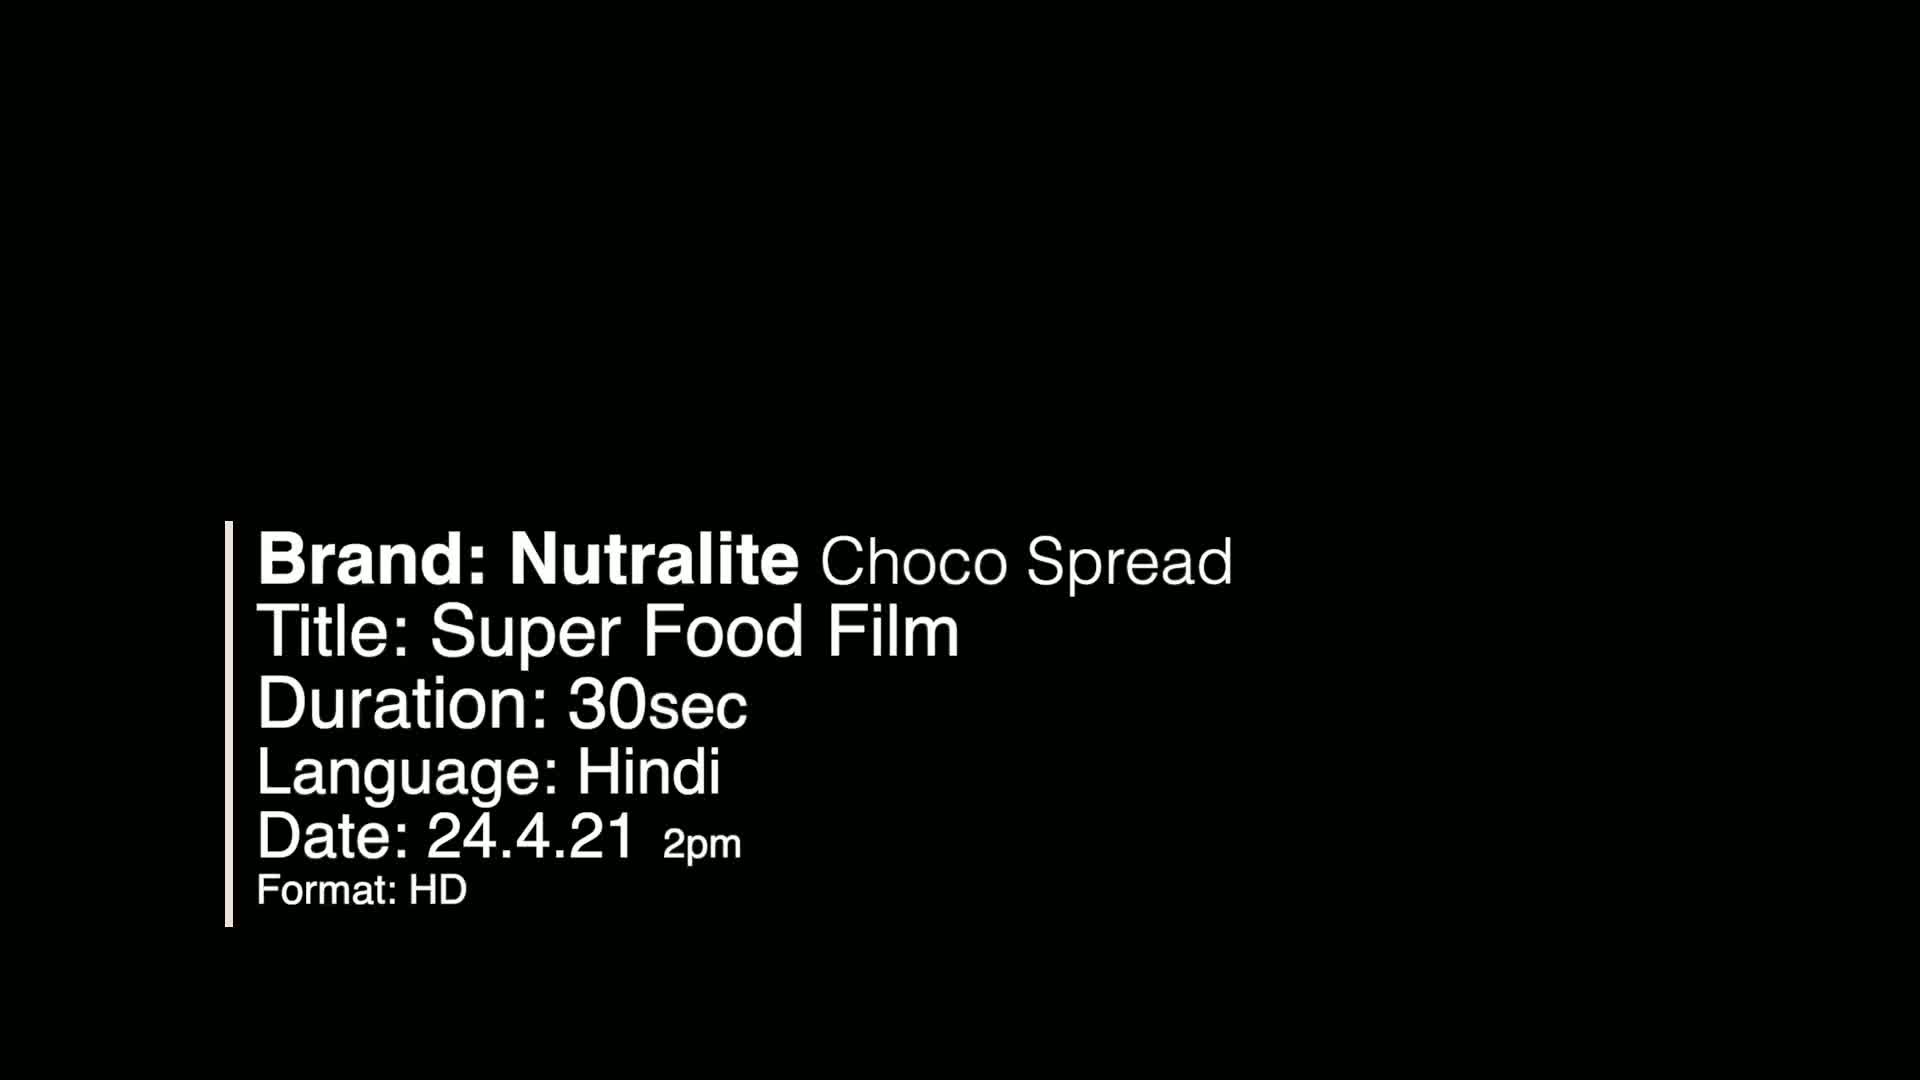 Brand: Nutralite Choco Spread
Title: Super Food Film
Duration: 30sec
Language: Hindi
Date: 24.4.21 2pm
Format: HD